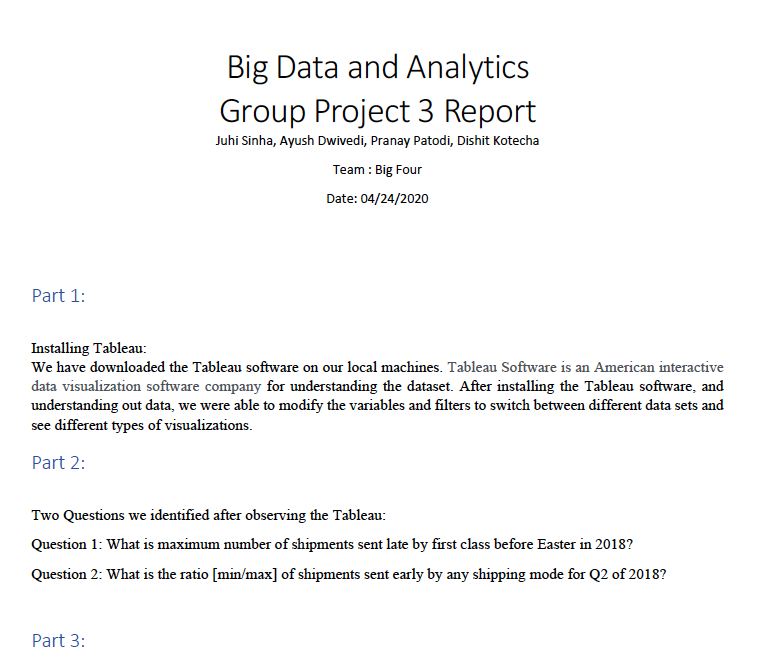 Big Data and Analytics
Group Project 3 Report
Juhi Sinha, Ayush Dwivedi, Pranay Patodi, Dishit Kotecha
Team : Big Four
Date: 04/24/2020
Part 1:
Installing Tableau:
We have downloaded the Tableau software on our local machines. Tableau Software is an American interactive
data visualization software company for understanding the dataset. After installing the Tableau software, and
understanding out data, we were able to modify the variables and filters to switch between different data sets and
see different types of visualizations.
Part 2:
Two Questions we identified after observing the Tableau:
Question 1: What is maximum number of shipments sent late by first class before Easter in 2018?
Question 2: What is the ratio [min/max] of shipments sent early by any shipping mode for Q2 of 2018?
Part 3: